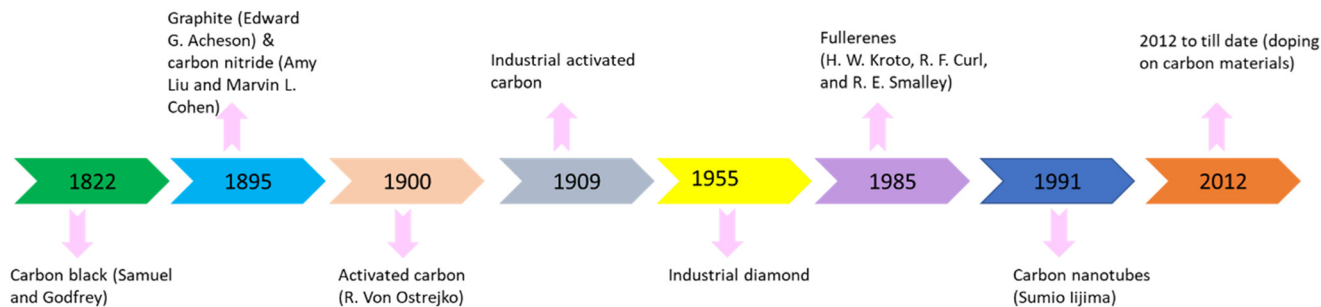 Graphite (Edward
G. Acheson) &
carbon nitride (Amy
Liu and Marvin L.
Cohen)
Industrial activated
carbon
Fullerenes
(H. W. Kroto, R. F. Curl,
and R. E. Smalley)
2012 to till date (doping
on carbon materials)
1822
1895
1900
1909
1955
1985
1991
2012
Carbon black (Samuel
and Godfrey)
Activated carbon
(R. Von Ostrejko)
Industrial diamond
Carbon nanotubes
(Sumio Iijima)